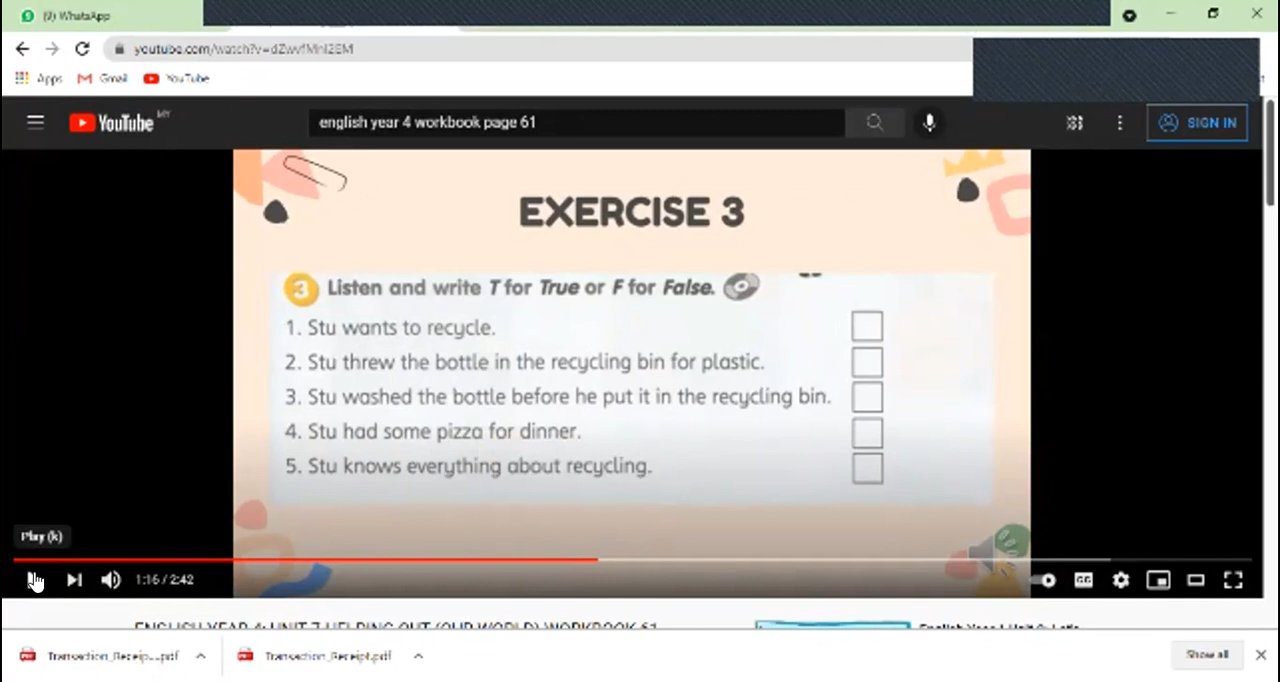 (9) WhatsApp
youtube.com/watch?v=
Apps Gmail YouTube
YouTube MY
english year 4 workbook page 61
SIGN IN
EXERCISE 3
3 Listen and write T for True or F for False.
1. Stu wants to recycle.
2. Stu threw the bottle in the recycling bin for plastic.
3. Stu washed the bottle before he put it in the recycling bin.
4. Stu had some pizza for dinner.
5. Stu knows everything about recycling.
Play (k)
1:16 / 2:42
CC
Transaction_Receip....pdf
Transaction_Receipt.pdf
Show all